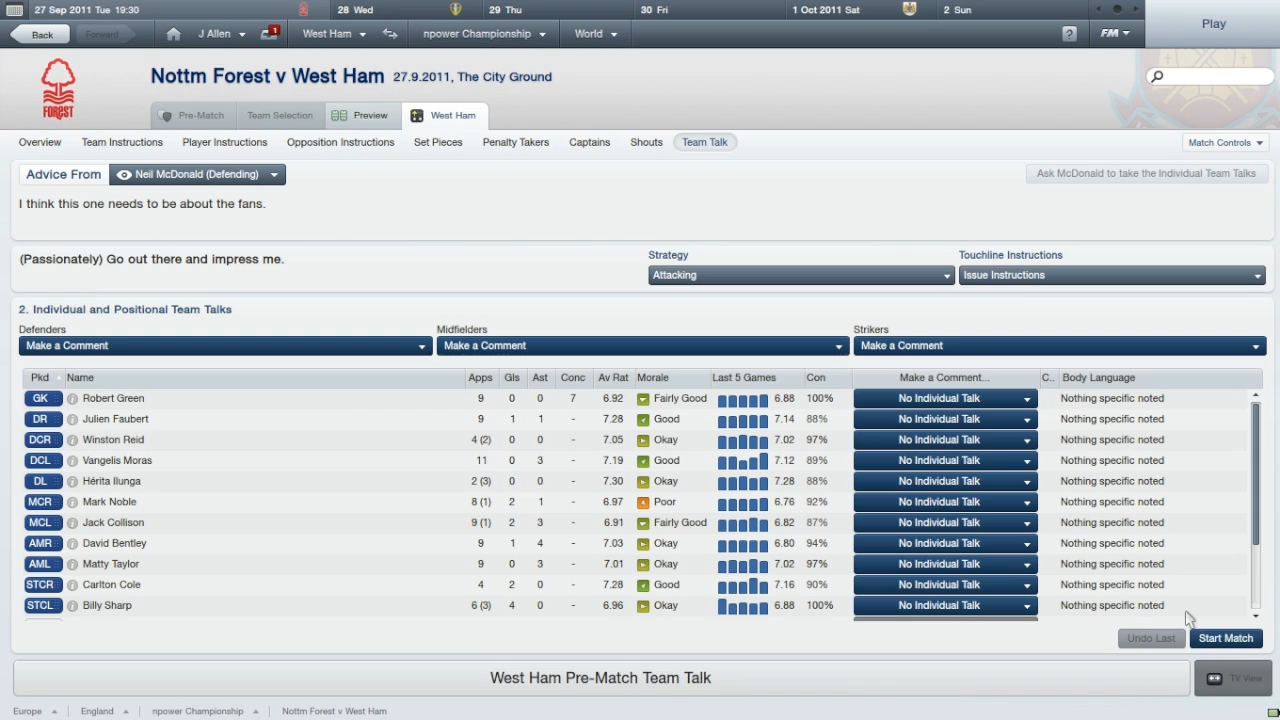 27 Sep 2011 Tue 19:30 28 Wed 29 Thu 30 Fri 1 Oct 2011 Sat 2 Sun
Back Forward J Allen 1 West Ham npower Championship World ? FM Play
FOREST
Nottm Forest v West Ham 27.9.2011, The City Ground
Pre-Match Team Selection Preview West Ham
Overview Team Instructions Player Instructions Opposition Instructions Set Pieces Penalty Takers Captains Shouts Team Talk Match Controls
Advice From Neil McDonald (Defending) Ask McDonald to take the Individual Team Talks
I think this one needs to be about the fans.
Strategy Touchline Instructions
(Passionately) Go out there and impress me.
Attacking Issue Instructions
2. Individual and Positional Team Talks
Defenders Midfielders Strikers
Make a Comment Make a Comment Make a Comment
Pkd Name Apps Gls Ast Conc Av Rat Morale Last 5 Games Con Make a Comment... C.. Body Language
GK Robert Green 9 0 0 7 6.92 Fairly Good 6.88 100% No Individual Talk Nothing specific noted
DR Julien Faubert 9 1 1 - 7.28 Good 7.14 88% No Individual Talk Nothing specific noted
DCR Winston Reid 4 (2) 0 0 - 7.05 Okay 7.02 97% No Individual Talk Nothing specific noted
DCL Vangelis Moras 11 0 3 - 7.19 Good 7.12 89% No Individual Talk Nothing specific noted
DL Hérita Ilunga 2 (3) 0 0 - 7.30 Okay 7.28 88% No Individual Talk Nothing specific noted
MCR Mark Noble 8 (1) 2 1 - 6.97 Poor 6.76 92% No Individual Talk Nothing specific noted
MCL Jack Collison 9 (1) 2 3 - 6.91 Fairly Good 6.82 87% No Individual Talk Nothing specific noted
AMR David Bentley 9 1 4 - 7.03 Okay 6.80 94% No Individual Talk Nothing specific noted
AML Matty Taylor 9 0 3 - 7.01 Okay 7.02 97% No Individual Talk Nothing specific noted
STCR Carlton Cole 4 2 0 - 7.28 Good 7.16 90% No Individual Talk Nothing specific noted
STCL Billy Sharp 6 (3) 4 0 - 6.96 Okay 6.88 100% No Individual Talk Nothing specific noted
Undo Last Start Match
West Ham Pre-Match Team Talk TV View
Europe England npower Championship Nottm Forest v West Ham